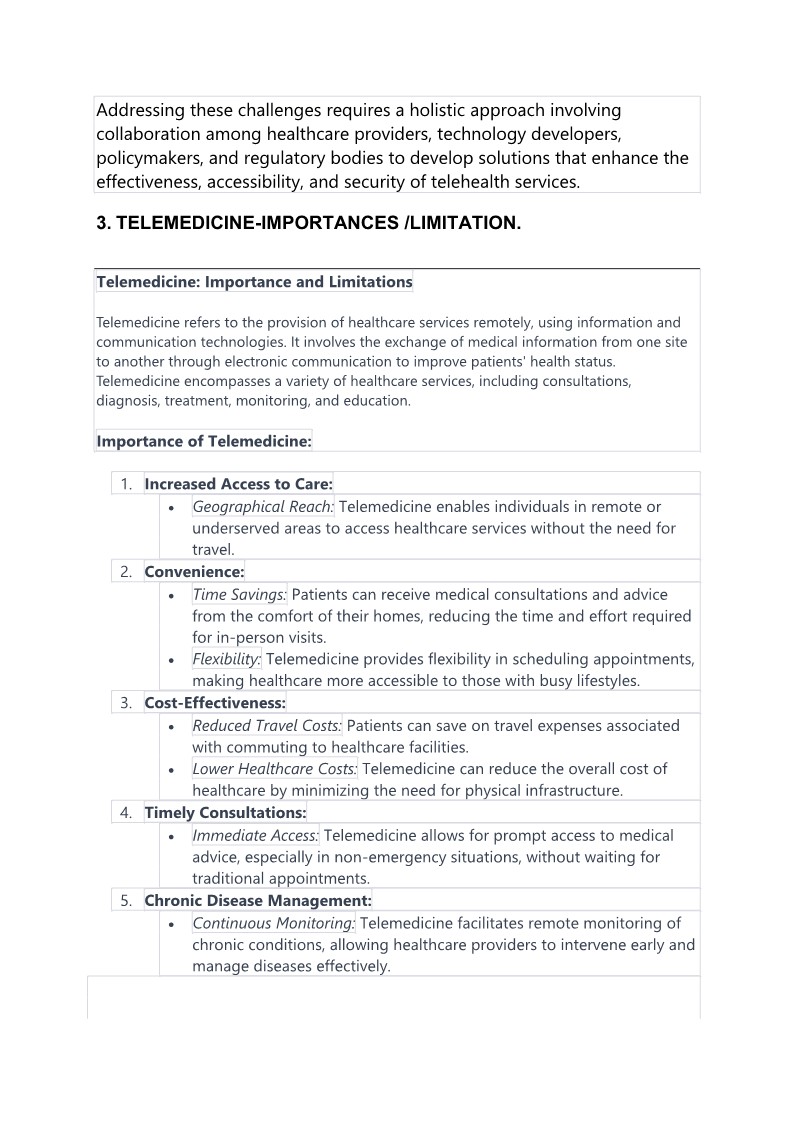 Addressing these challenges requires a holistic approach involving
collaboration among healthcare providers, technology developers,
policymakers, and regulatory bodies to develop solutions that enhance the
effectiveness, accessibility, and security of telehealth services.
3. TELEMEDICINE-IMPORTANCES /LIMITATION.
Telemedicine: Importance and Limitations
Telemedicine refers to the provision of healthcare services remotely, using information and
communication technologies. It involves the exchange of medical information from one site
to another through electronic communication to improve patients' health status.
Telemedicine encompasses a variety of healthcare services, including consultations,
diagnosis, treatment, monitoring, and education.
Importance of Telemedicine:
1. Increased Access to Care:
• Geographical Reach: Telemedicine enables individuals in remote or
underserved areas to access healthcare services without the need for
travel.
2. Convenience:
• Time Savings: Patients can receive medical consultations and advice
from the comfort of their homes, reducing the time and effort required
for in-person visits.
• Flexibility: Telemedicine provides flexibility in scheduling appointments,
making healthcare more accessible to those with busy lifestyles.
3. Cost-Effectiveness:
• Reduced Travel Costs: Patients can save on travel expenses associated
with commuting to healthcare facilities.
• Lower Healthcare Costs: Telemedicine can reduce the overall cost of
healthcare by minimizing the need for physical infrastructure.
4. Timely Consultations:
• Immediate Access: Telemedicine allows for prompt access to medical
advice, especially in non-emergency situations, without waiting for
traditional appointments.
5. Chronic Disease Management:
• Continuous Monitoring: Telemedicine facilitates remote monitoring of
chronic conditions, allowing healthcare providers to intervene early and
manage diseases effectively.